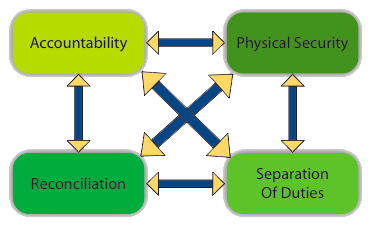 Accountability
Physical Security
Reconciliation
Separation
Of Duties